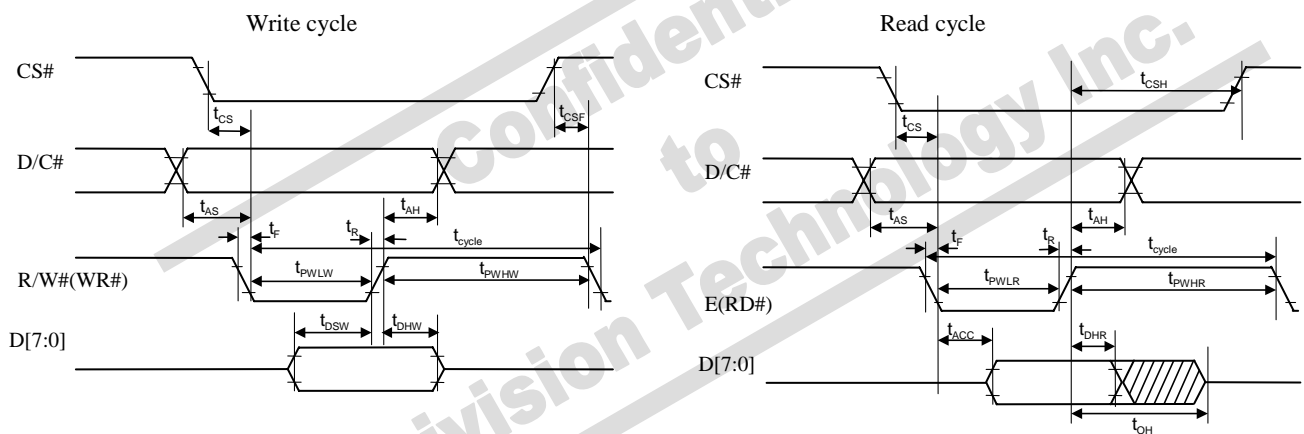 Write cycle
CS#
tCS
tCSF
D/C#
tAS
tAH
tF
tR
tcycle
R/W#(WR#)
tPWLW
tPWHW
tDSW
tDHW
D[7:0]
Read cycle
CS#
tCSH
tCS
D/C#
tAS
tAH
tF
tR
tcycle
E(RD#)
tPWLR
tPWHR
tACC
tDHR
D[7:0]
tOH
to
Technology Inc.